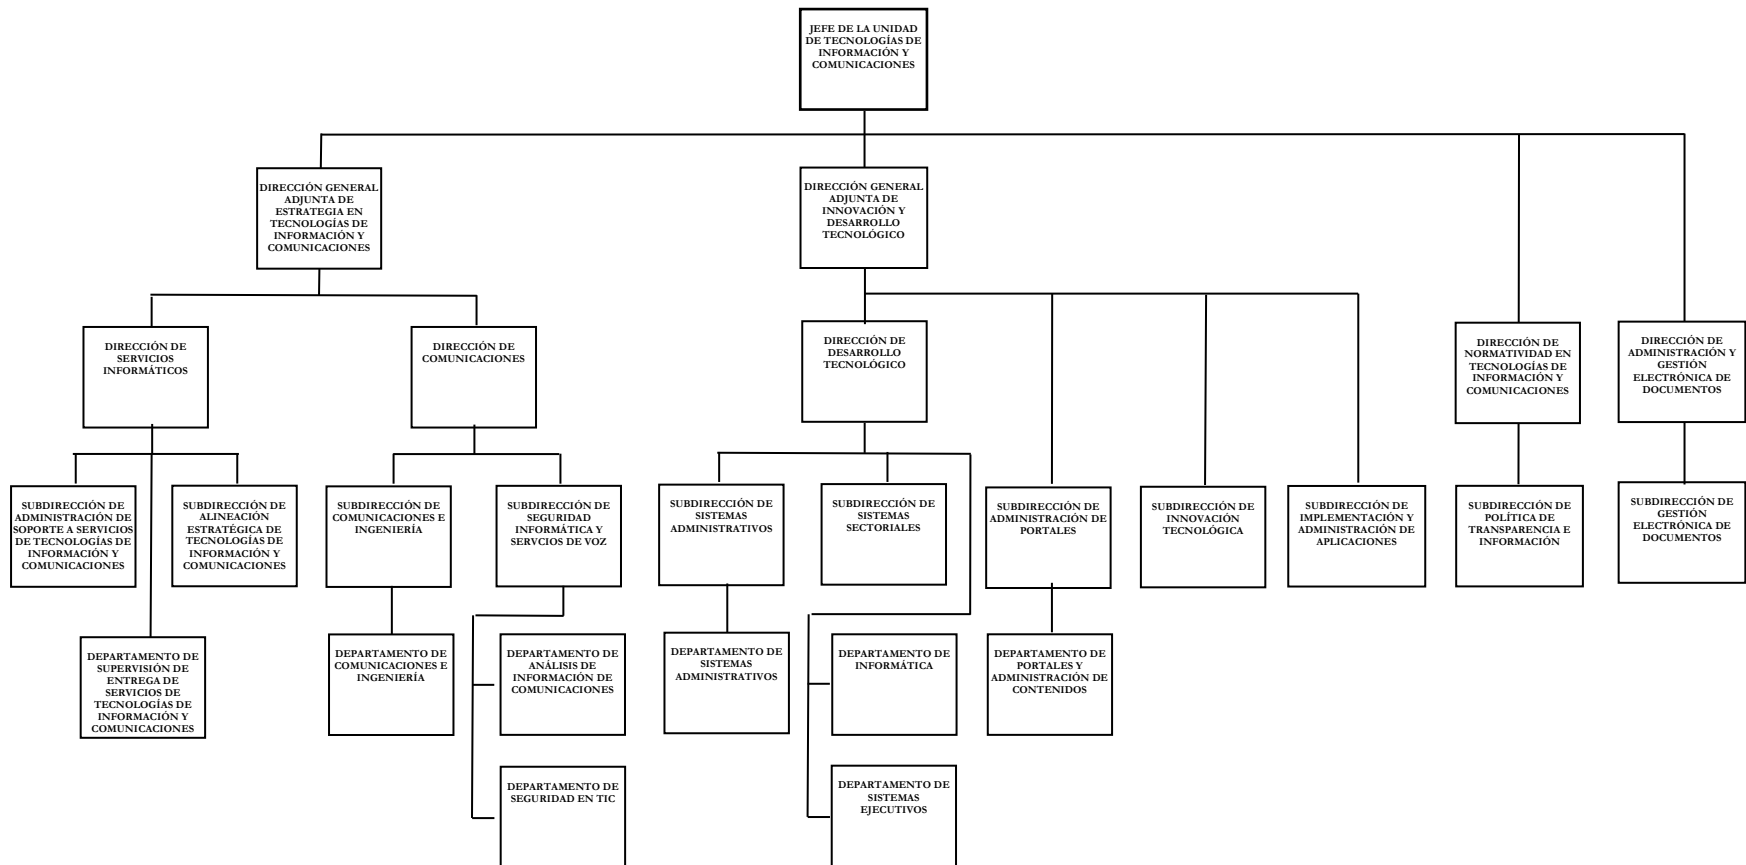 JEFE DE LA UNIDAD
DE TECNOLOGÍAS DE
INFORMACIÓN Y
COMUNICACIONES
DIRECCIÓN GENERAL
ADJUNTA DE
ESTRATEGIA EN
TECNOLOGÍAS DE
INFORMACIÓN Y
COMUNICACIONES
DIRECCIÓN GENERAL
ADJUNTA DE
INNOVACIÓN Y
DESARROLLO
TECNOLÓGICO
DIRECCIÓN DE
SERVICIOS
INFORMÁTICOS
DIRECCIÓN DE
COMUNICACIONES
DIRECCIÓN DE
DESARROLLO
TECNOLÓGICO
DIRECCIÓN DE
NORMATIVIDAD EN
TECNOLOGÍAS DE
INFORMACIÓN Y
COMUNICACIONES
DIRECCIÓN DE
ADMINISTRACIÓN Y
GESTIÓN
ELECTRÓNICA DE
DOCUMENTOS
SUBDIRECCIÓN DE
ADMINISTRACIÓN DE
SOPORTE A SERVICIOS
DE TECNOLOGÍAS DE
INFORMACIÓN Y
COMUNICACIONES
SUBDIRECCIÓN DE
ALINEACIÓN
ESTRATÉGICA DE
TECNOLOGÍAS DE
INFORMACIÓN Y
COMUNICACIONES
SUBDIRECCIÓN DE
COMUNICACIONES E
INGENIERÍA
SUBDIRECCIÓN DE
SEGURIDAD
INFORMÁTICA Y
SERVCIOS DE VOZ
SUBDIRECCIÓN DE
SISTEMAS
ADMINISTRATIVOS
SUBDIRECCIÓN DE
SISTEMAS
SECTORIALES
SUBDIRECCIÓN DE
ADMINISTRACIÓN DE
PORTALES
SUBDIRECCIÓN DE
INNOVACIÓN
TECNOLÓGICA
SUBDIRECCIÓN DE
IMPLEMENTACIÓN Y
ADMINISTRACIÓN DE
APLICACIONES
SUBDIRECCIÓN DE
POLÍTICA DE
TRANSPARENCIA E
INFORMACIÓN
SUBDIRECCIÓN DE
GESTIÓN
ELECTRÓNICA DE
DOCUMENTOS
DEPARTAMENTO DE
SUPERVISIÓN DE
ENTREGA DE
SERVICIOS DE
TECNOLOGÍAS DE
INFORMACIÓN Y
COMUNICACIONES
DEPARTAMENTO DE
COMUNICACIONES E
INGENIERÍA
DEPARTAMENTO DE
ANÁLISIS DE
INFORMACIÓN DE
COMUNICACIONES
DEPARTAMENTO DE
SISTEMAS
ADMINISTRATIVOS
DEPARTAMENTO DE
INFORMÁTICA
DEPARTAMENTO DE
PORTALES Y
ADMINISTRACIÓN DE
CONTENIDOS
DEPARTAMENTO DE
SEGURIDAD EN TIC
DEPARTAMENTO DE
SISTEMAS
EJECUTIVOS